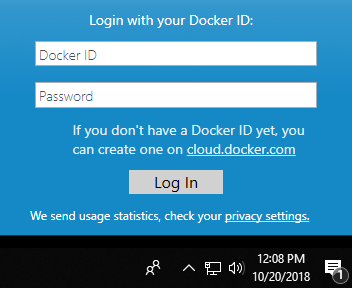 Login with your Docker ID:
Docker ID
Password
If you don't have a Docker ID yet, you
can create one on cloud.docker.com
Log In
We send usage statistics, check your privacy settings.
12:08 PM
10/20/2018
1